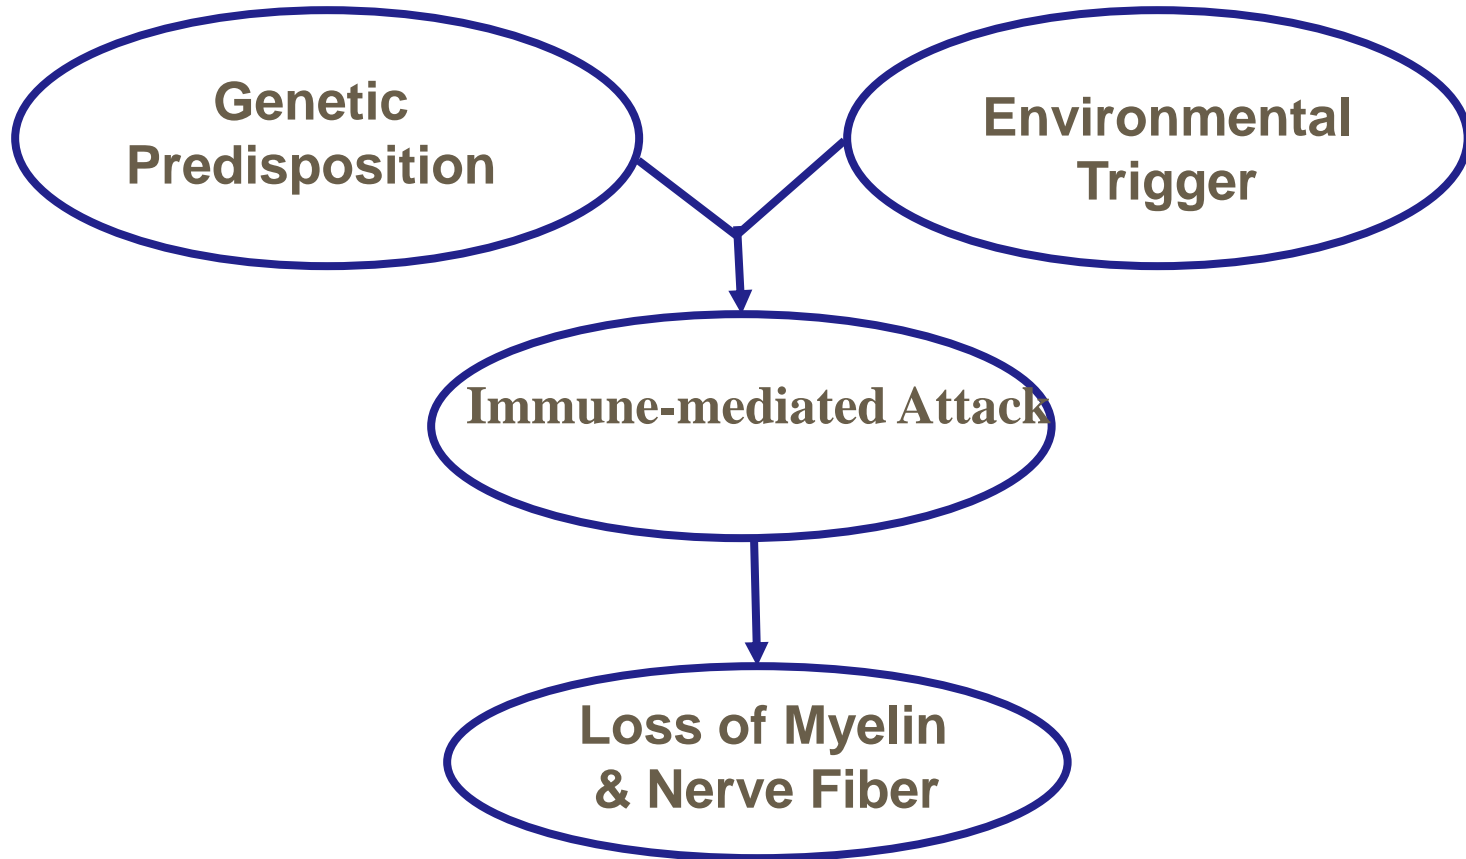 Genetic
Predisposition
Environmental
Trigger
Immune-mediated Attack
Loss of Myelin
& Nerve Fiber